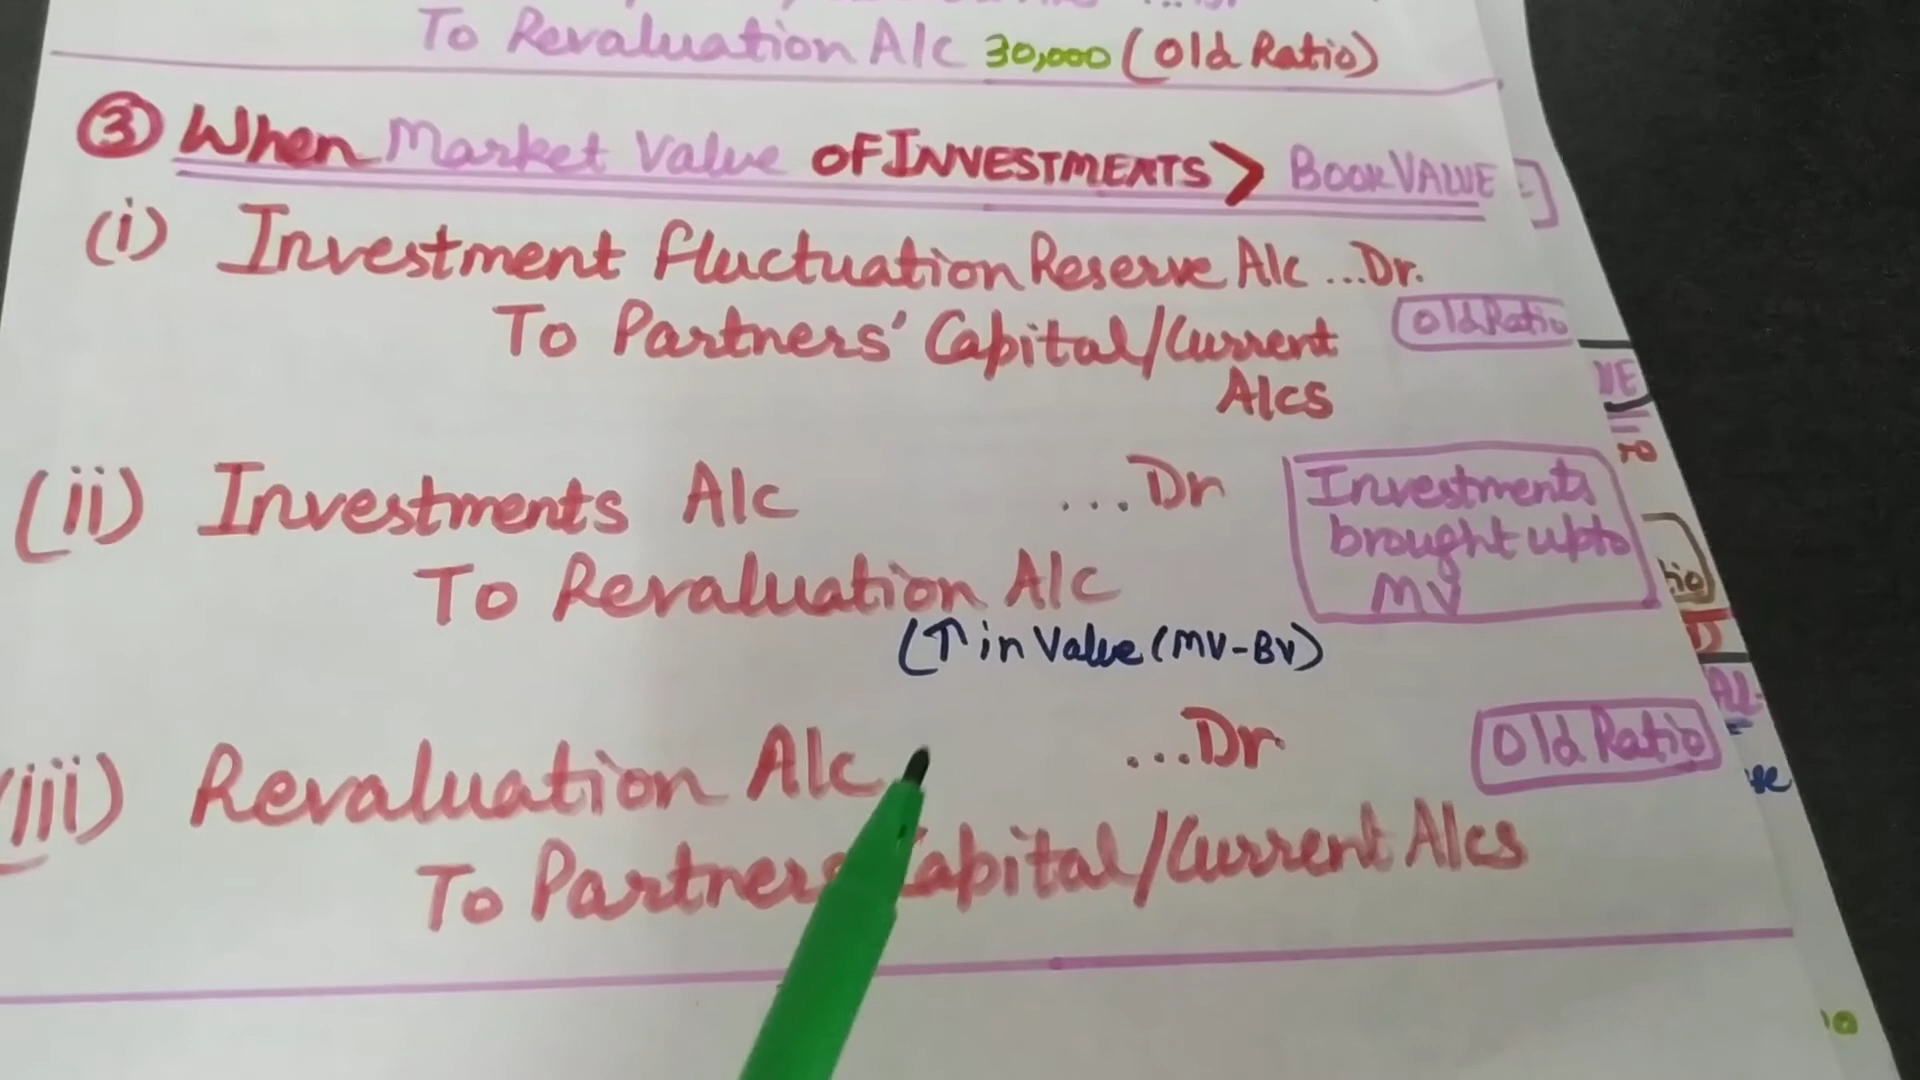 To Revaluation A/c 30,000 (Old Ratio)
③ When Market Value OF INVESTMENTS > BOOK VALUE
(i) Investment Fluctuation Reserve A/c ...Dr.
To Partners' Capital/Current
Old Ratio
A/cs
(ii) Investments A/c ...Dr
Investments
brought upto
MV
To Revaluation A/c
(↑ in Value (MV-BV)
(iii) Revaluation A/c ...Dr.
Old Ratio
To Partners Capital/Current A/cs